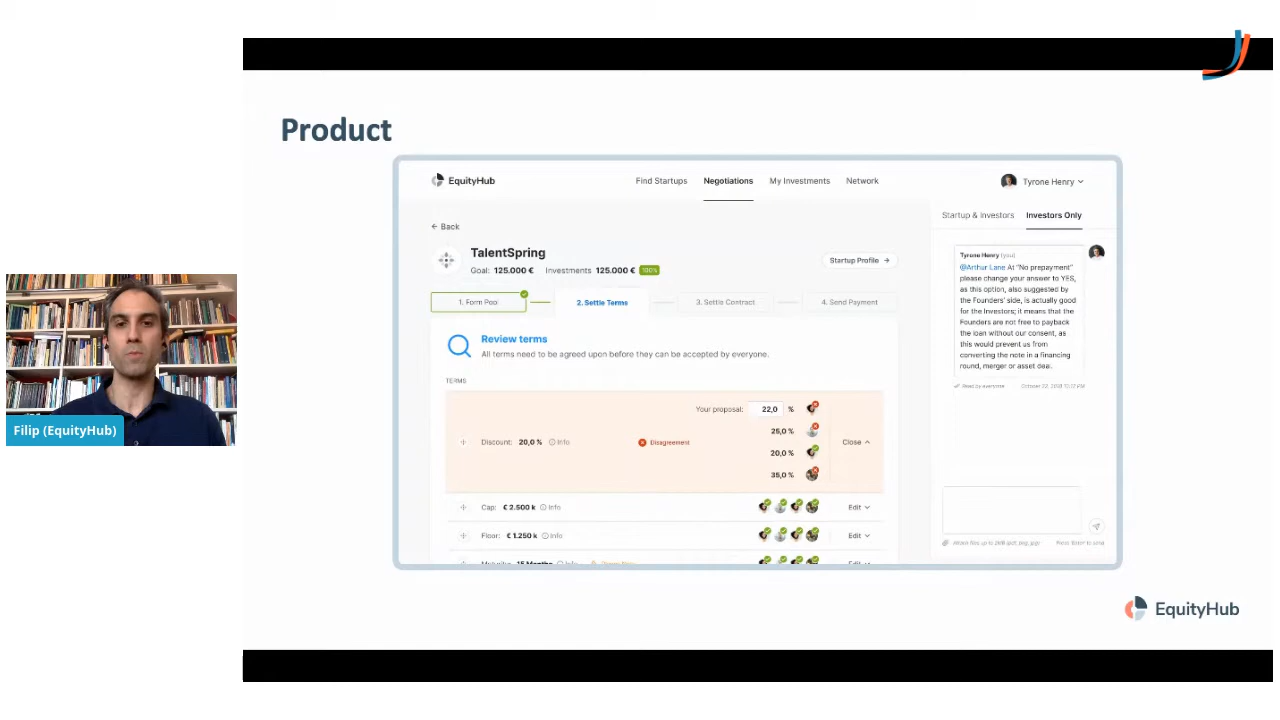 Product
EquityHub
Find Startups
Negotiations
My Investments
Network
Tyrone Henry
Back
TalentSpring
Goal: 125.000 € Investments 125.000 € 100%
Startup Profile
1. Form Pool
2. Settle Terms
3. Settle Contract
4. Send Payment
Review terms
All terms need to be agreed upon before they can be accepted by everyone.
TERMS
Your proposal: 22,0 %
25,0 %
Discount: 20,0 % Info
Disagreement
Close
20,0 %
35,0 %
Cap: € 2.500 k Info
Edit
Floor: € 1.250 k Info
Edit
15 Months
Startup & Investors
Investors Only
Tyrone Henry (you)
@Arthur Lane At "No prepayment"
please change your answer to YES,
as this option, also suggested by
the Founders' side, is actually good
for the Investors; it means that the
Founders are not free to payback
the loan without our consent, as
this would prevent us from
converting the note in a financing
round, merger or asset deal.
Read by everyone
Filip (EquityHub)
EquityHub